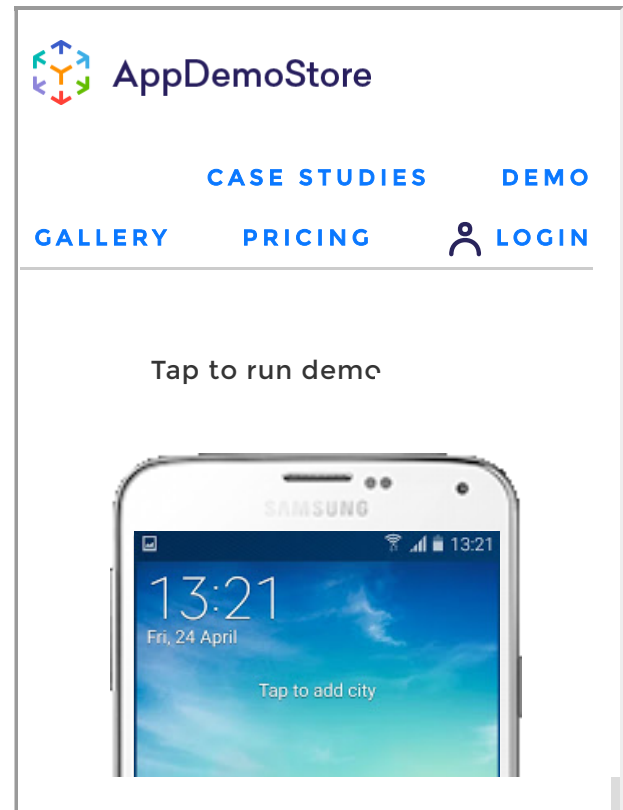 AppDemoStore
CASE STUDIES DEMO
GALLERY PRICING LOGIN
Tap to run demo
SAMSUNG
13:21
13:21
Fri, 24 April
Tap to add city